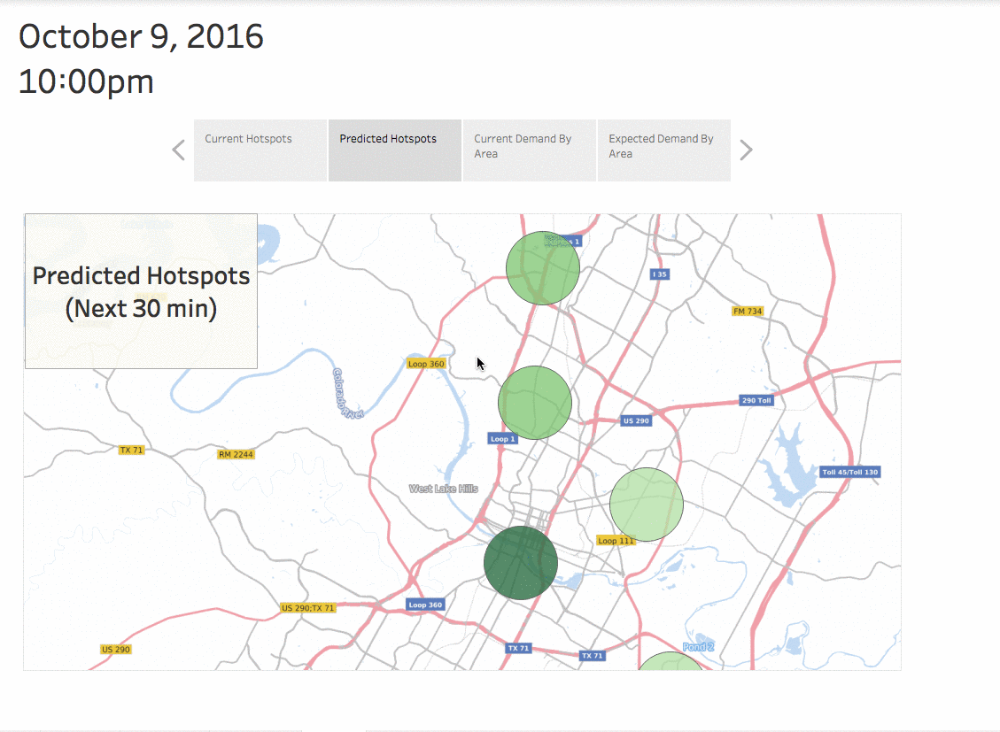 October 9, 2016
10:00pm
Current Hotspots
Predicted Hotspots
Current Demand By
Area
Expected Demand By
Area
Predicted Hotspots
(Next 30 min)
1
I 35
FM 734
Loop 360
Colorado River
290 Toll
US 290
Loop 1
TX 71
RM 2244
Toll 45/Toll 130
West Lake Hills
Loop 111
US 290;TX 71
Loop 360
US 290
TX 71
TX 71
Pond 2